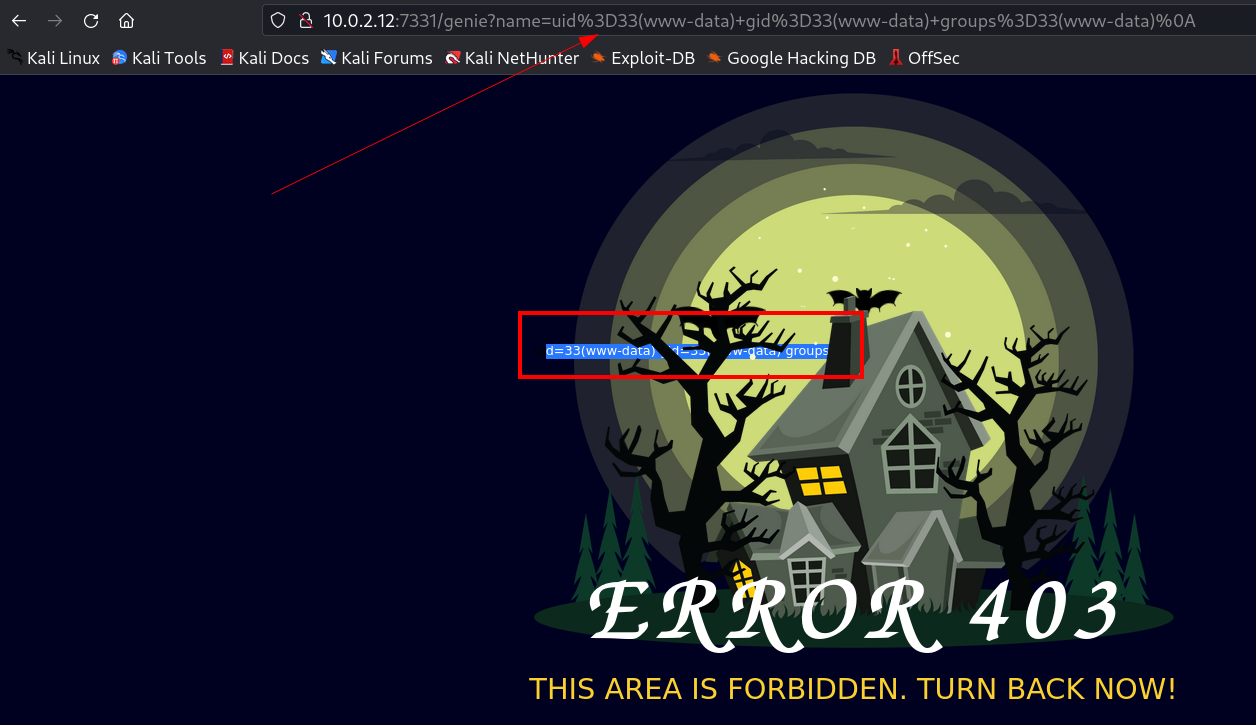 10.0.2.12:7331/genie?name=uid%3D33(www-data)+gid%3D33(www-data)+groups%3D33(www-data)%0A
Kali Linux Kali Tools Kali Docs Kali Forums Kali NetHunter Exploit-DB Google Hacking DB OffSec
d=33(www-data) groups
ERROR 403
THIS AREA IS FORBIDDEN. TURN BACK NOW!